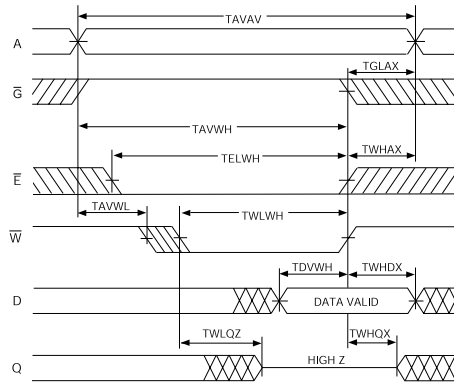 TAVAV
A
TGLAX
G
TAVWH
TELWH
TWHAX
E
TAVWL
TWLWH
W
TDVWH
TWHDX
D
DATA VALID
TWLQZ
TWHQX
HIGH Z
Q